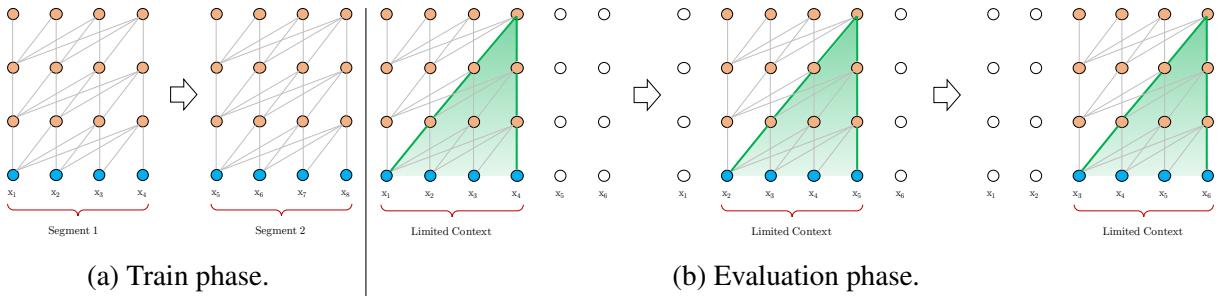 x₁ x₂ x₃ x₄
Segment 1
x₅ x₆ x₇ x₈
Segment 2
(a) Train phase.
x₁ x₂ x₃ x₄ x₅ x₆
Limited Context
x₁ x₂ x₃ x₄ x₅ x₆
Limited Context
x₁ x₂ x₃ x₄ x₅ x₆
Limited Context
(b) Evaluation phase.